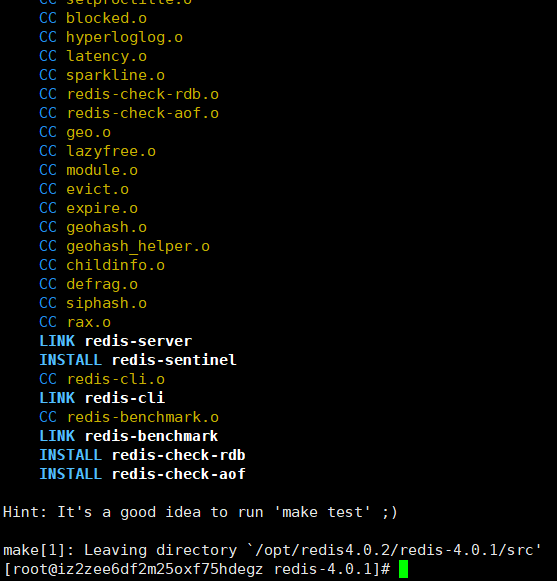 CC setproctitle.o
CC blocked.o
CC hyperloglog.o
CC latency.o
CC sparkline.o
CC redis-check-rdb.o
CC redis-check-aof.o
CC geo.o
CC lazyfree.o
CC module.o
CC evict.o
CC expire.o
CC geohash.o
CC geohash_helper.o
CC childinfo.o
CC defrag.o
CC siphash.o
CC rax.o
LINK redis-server
INSTALL redis-sentinel
CC redis-cli.o
LINK redis-cli
CC redis-benchmark.o
LINK redis-benchmark
INSTALL redis-check-rdb
INSTALL redis-check-aof
Hint: It's a good idea to run 'make test' ;)
make[1]: Leaving directory `/opt/redis4.0.2/redis-4.0.1/src'
[root@iz2zee6df2m25oxf75hdegz redis-4.0.1]#